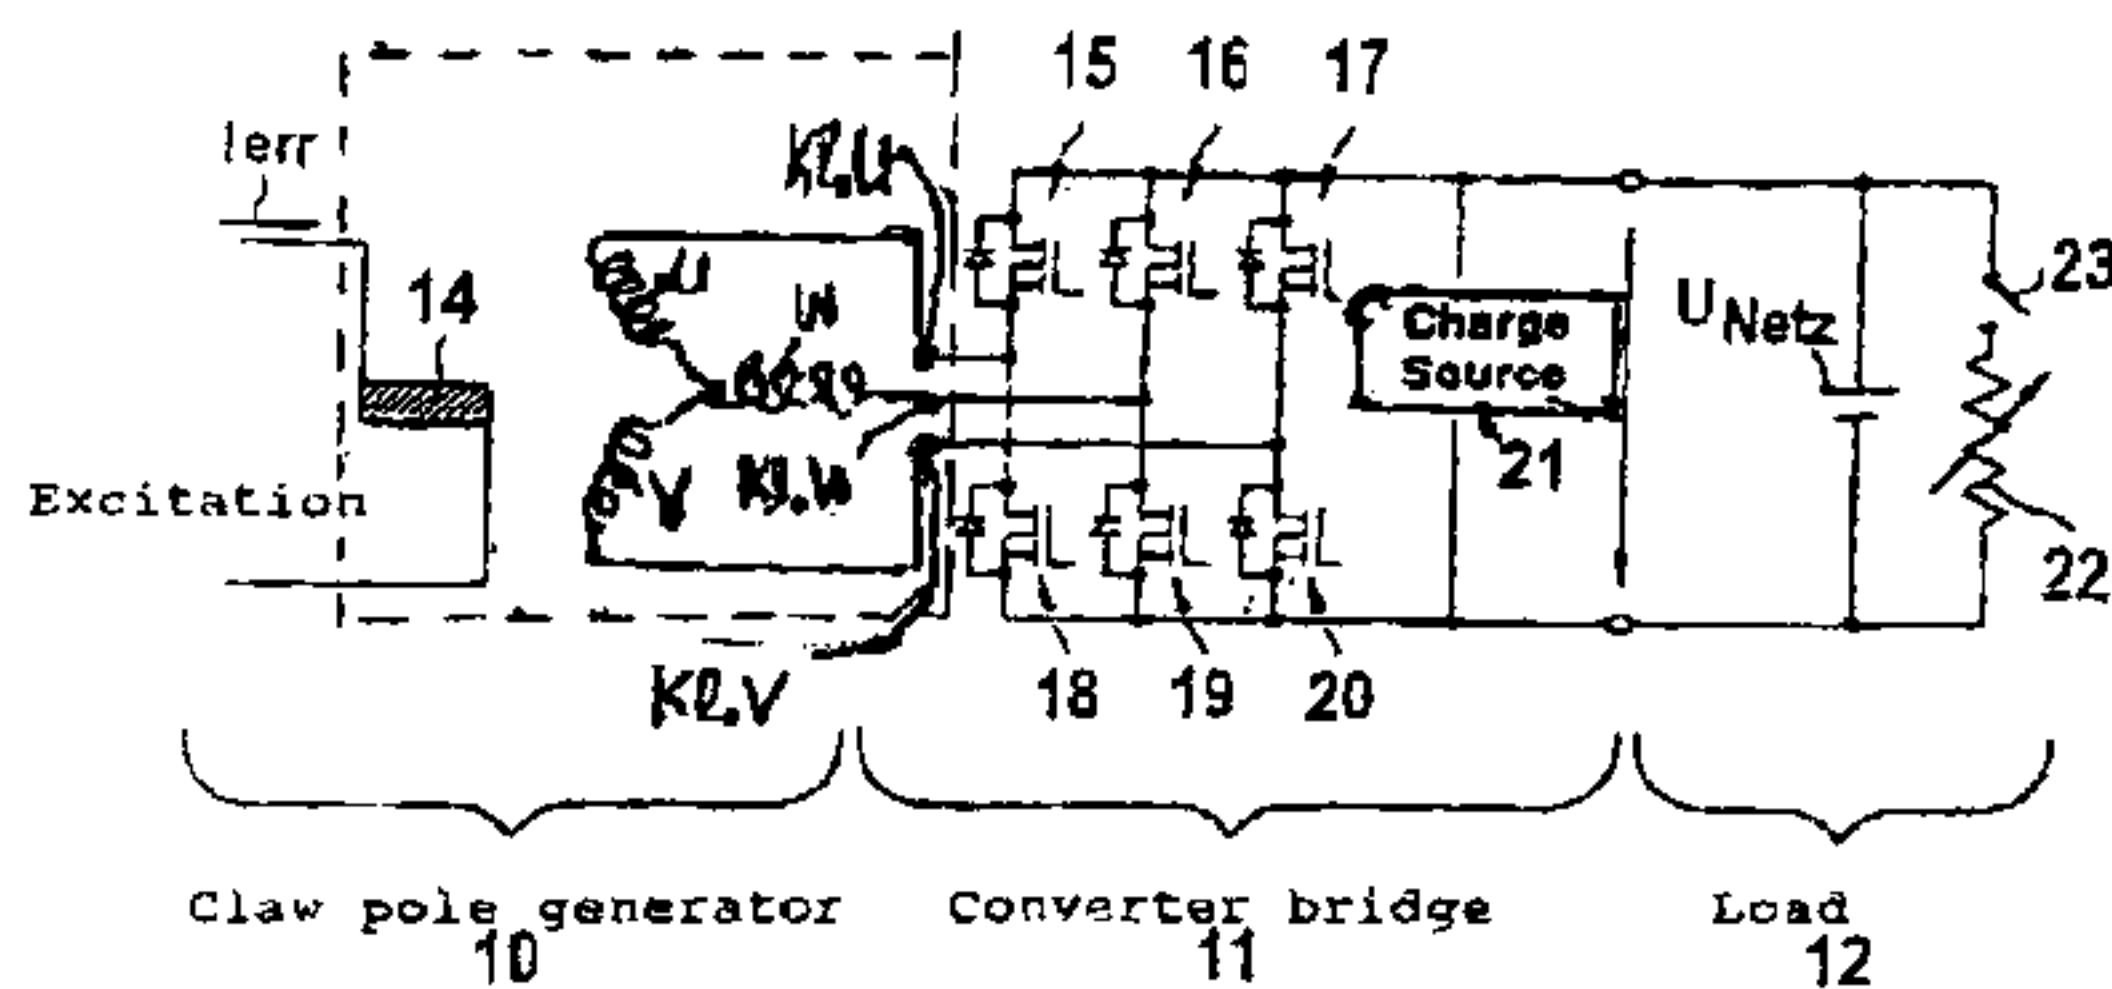 15 16 17
Ierr
Kl.U
14
U
W
Charge
Source
UNetz
23
Excitation
V
Kl.W
21
22
Kl.V
18 19 20
Claw pole generator Converter bridge Load
10 11 12